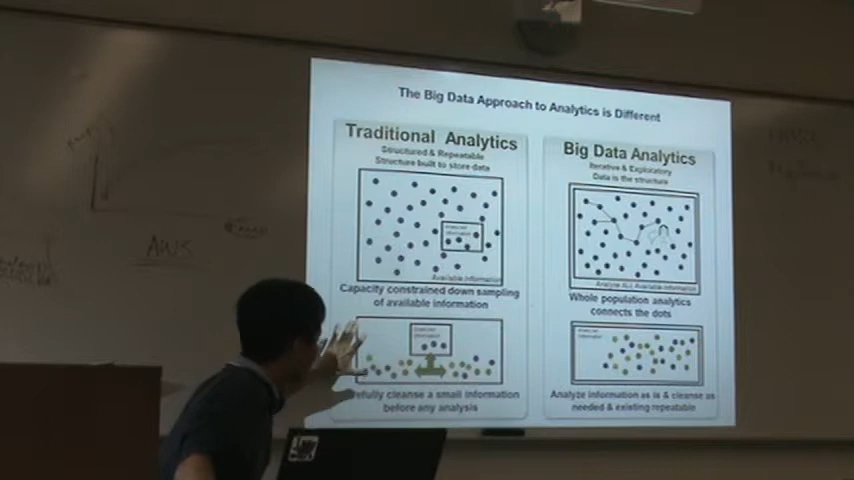 The Big Data Approach to Analytics is Different
Traditional Analytics
Structured & Repeatable
Structure built to store data
Available Information
Capacity constrained down sampling
of available information
cleanse a small information
before any analysis
Big Data Analytics
Iterative & Exploratory
Data is the structure
Analyze ALL Available Information
Whole population analytics
connects the dots
Analyze information as is & cleanse as
needed & existing repeatable
AWS